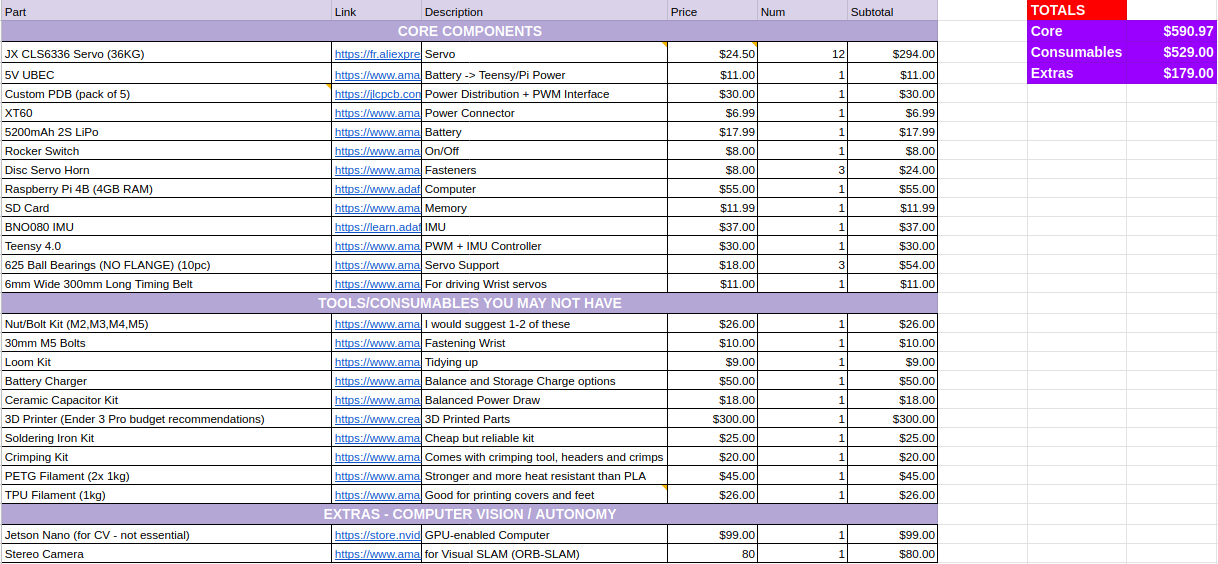 Part Link Description Price Num Subtotal TOTALS
CORE COMPONENTS Core $590.97
JX CLS6336 Servo (36KG) https://fr.aliexpre Servo $24.50 12 $294.00 Consumables $529.00
5V UBEC https://www.ama Battery -> Teensy/Pi Power $11.00 1 $11.00 Extras $179.00
Custom PDB (pack of 5) https://jlcpcb.com Power Distribution + PWM Interface $30.00 1 $30.00
XT60 https://www.ama Power Connector $6.99 1 $6.99
5200mAh 2S LiPo https://www.ama Battery $17.99 1 $17.99
Rocker Switch https://www.ama On/Off $8.00 1 $8.00
Disc Servo Horn https://www.ama Fasteners $8.00 3 $24.00
Raspberry Pi 4B (4GB RAM) https://www.adaf Computer $55.00 1 $55.00
SD Card https://www.ama Memory $11.99 1 $11.99
BNO080 IMU https://learn.adaf IMU $37.00 1 $37.00
Teensy 4.0 https://www.ama PWM + IMU Controller $30.00 1 $30.00
625 Ball Bearings (NO FLANGE) (10pc) https://www.ama Servo Support $18.00 3 $54.00
6mm Wide 300mm Long Timing Belt https://www.ama For driving Wrist servos $11.00 1 $11.00
TOOLS/CONSUMABLES YOU MAY NOT HAVE
Nut/Bolt Kit (M2,M3,M4,M5) https://www.ama I would suggest 1-2 of these $26.00 1 $26.00
30mm M5 Bolts https://www.ama Fastening Wrist $10.00 1 $10.00
Loom Kit https://www.ama Tidying up $9.00 1 $9.00
Battery Charger https://www.ama Balance and Storage Charge options $50.00 1 $50.00
Ceramic Capacitor Kit https://www.ama Balanced Power Draw $18.00 1 $18.00
3D Printer (Ender 3 Pro budget recommendations) https://www.crea 3D Printed Parts $300.00 1 $300.00
Soldering Iron Kit https://www.ama Cheap but reliable kit $25.00 1 $25.00
Crimping Kit https://www.ama Comes with crimping tool, headers and crimps $20.00 1 $20.00
PETG Filament (2x 1kg) https://www.ama Stronger and more heat resistant than PLA $45.00 1 $45.00
TPU Filament (1kg) https://www.ama Good for printing covers and feet $26.00 1 $26.00
EXTRAS - COMPUTER VISION / AUTONOMY
Jetson Nano (for CV - not essential) https://store.nvid GPU-enabled Computer $99.00 1 $99.00
Stereo Camera https://www.ama for Visual SLAM (ORB-SLAM) 80 1 $80.00